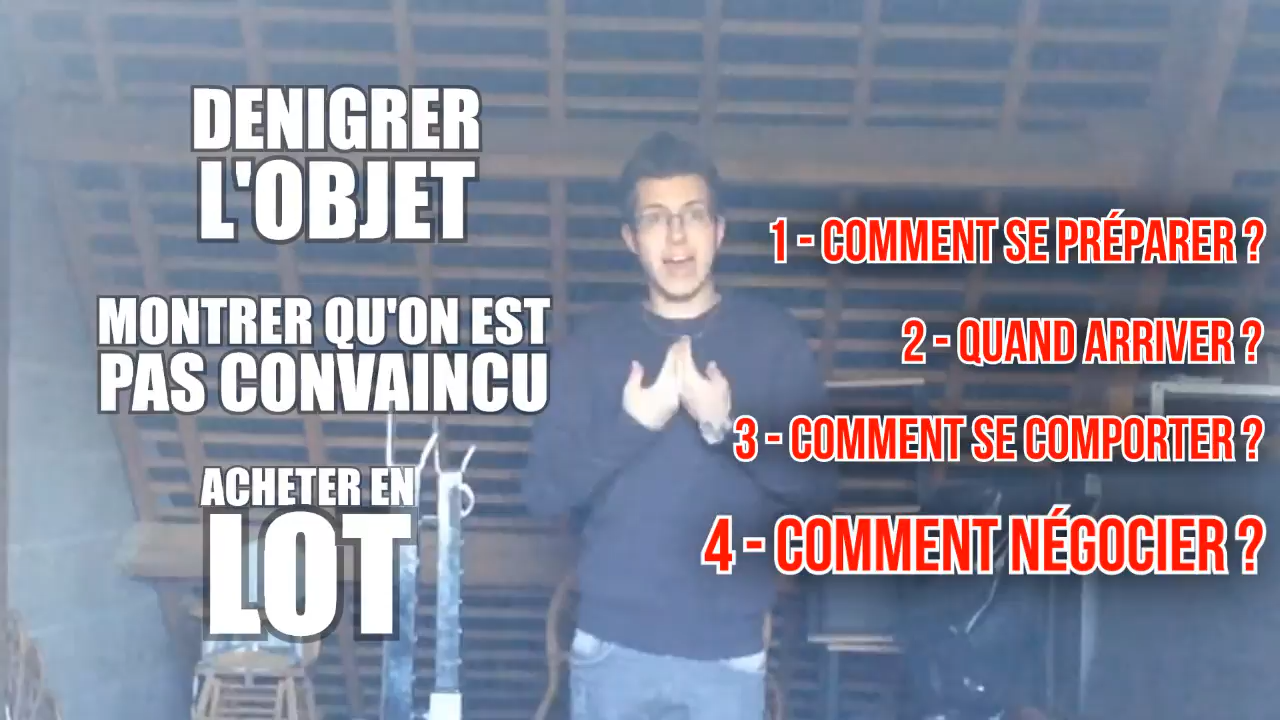 DENIGRER
L'OBJET
MONTRER QU'ON EST
PAS CONVAINCU
ACHETER EN
LOT
1 - COMMENT SE PRÉPARER ?
2 - QUAND ARRIVER ?
3 - COMMENT SE COMPORTER ?
4 - COMMENT NÉGOCIER ?